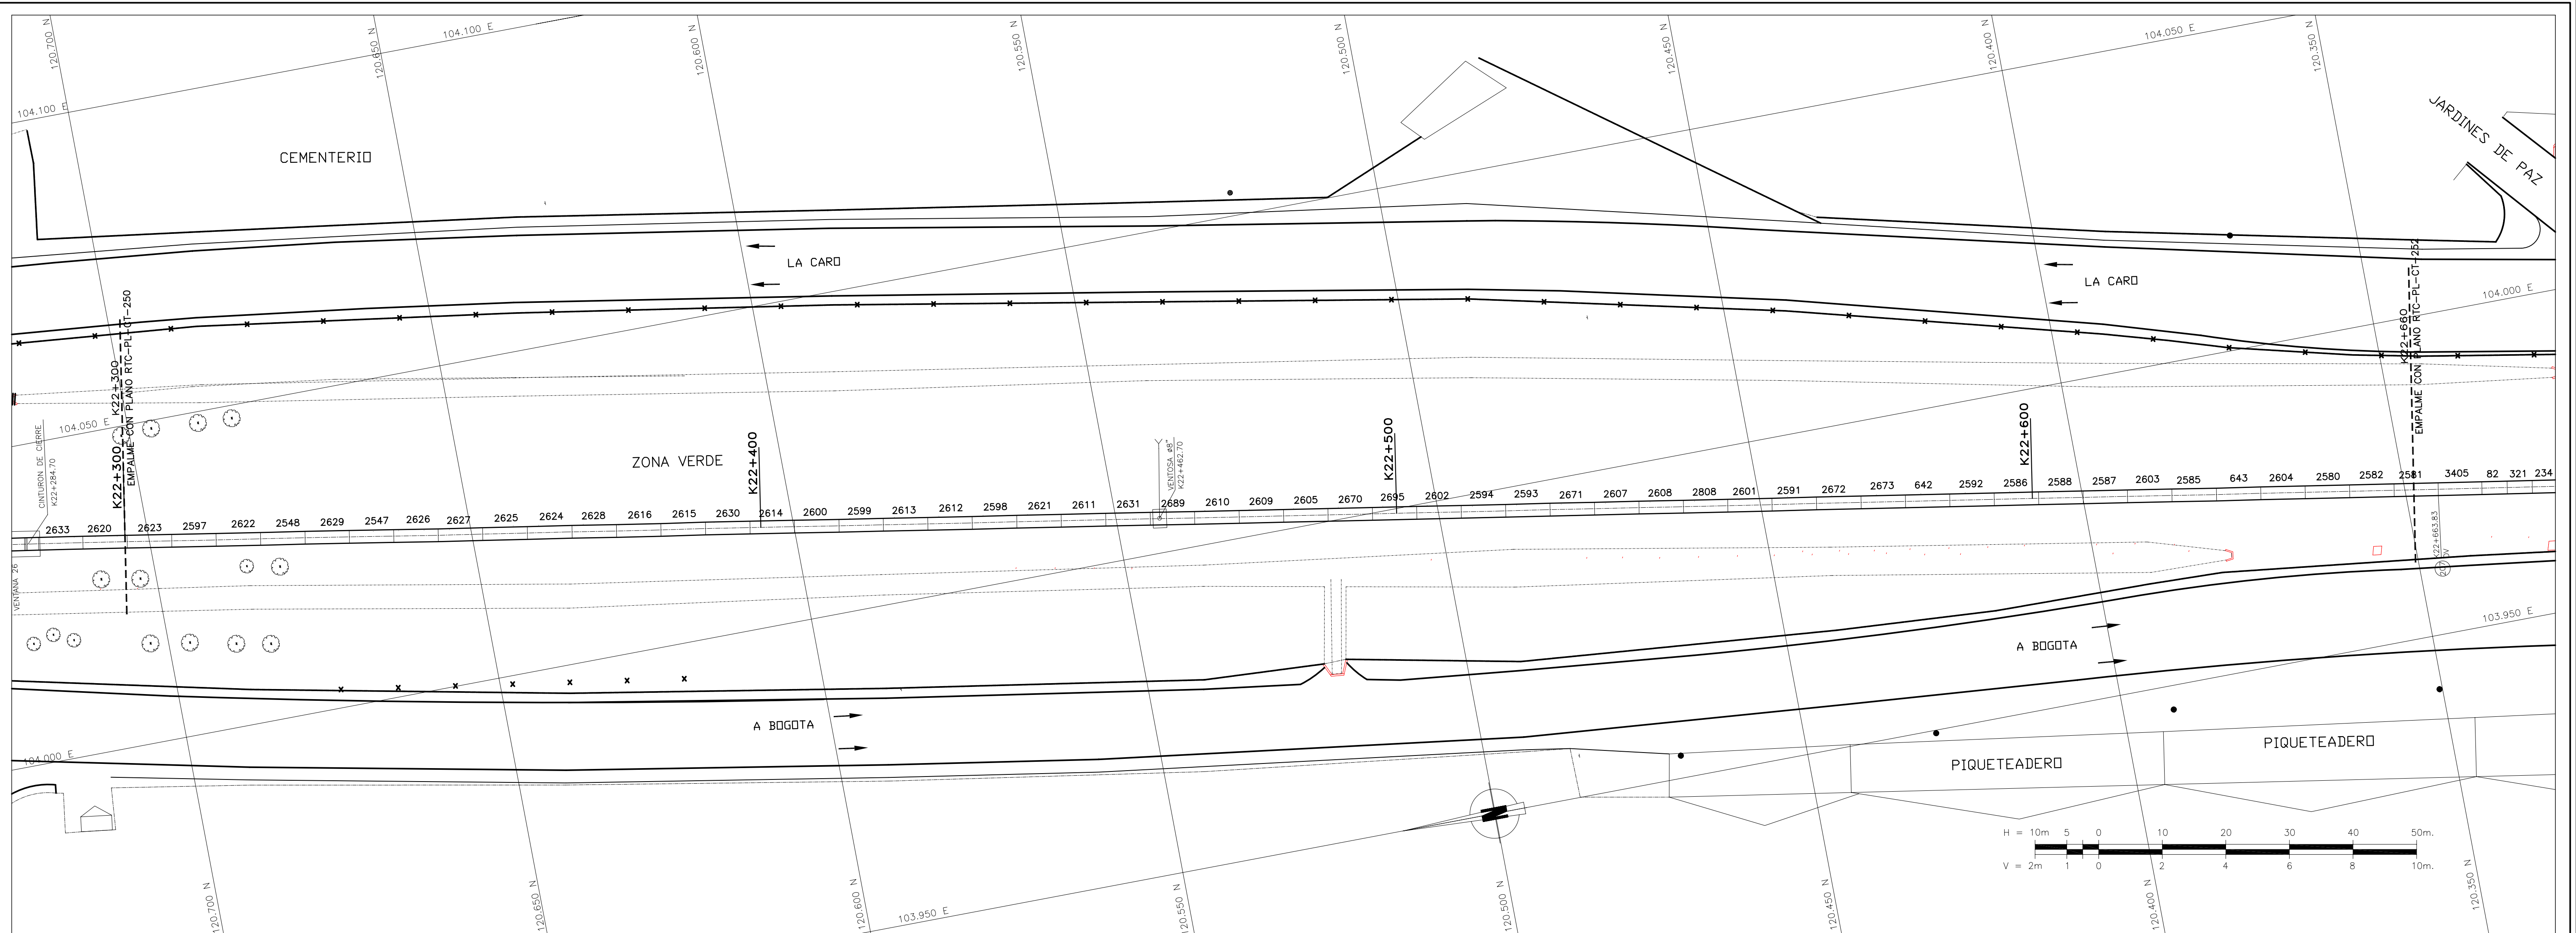 120.700 N
120.650 N
120.600 N
120.550 N
120.500 N
120.450 N
120.400 N
120.350 N
104.100 E
104.050 E
104.100 E
CEMENTERIO
JARDINES DE PAZ
LA CARO
LA CARO
104.000 E
K22+300
EMPALME CON PLANO RTC-PL-CT-250
K22+660
EMPALME CON PLANO RTC-PL-CT-252
104.050 E
CINTURON DE CIERRE
K22+284.70
K22+300
K22+400
ZONA VERDE
VENTOSA ø8"
K22+462.70
K22+500
K22+600
2633 2620 2623 2597 2622 2548 2629 2547 2626 2627 2625 2624 2628 2616 2615 2630 2614 2600 2599 2613 2612 2598 2621 2611 2631 2689 2610 2609 2605 2670 2695 2602 2594 2593 2671 2607 2608 2808 2601 2591 2672 2673 642 2592 2586 2588 2587 2603 2585 643 2604 2580 2582 2581 3405 82 321 234
VENTANA 26
K22+663.83
DV
207
103.950 E
A BOGOTA
A BOGOTA
104.000 E
PIQUETEADERO
PIQUETEADERO
H = 10m 5 0 10 20 30 40 50m.
V = 2m 1 0 2 4 6 8 10m.
103.950 E
120.700 N
120.650 N
120.600 N
120.550 N
120.500 N
120.450 N
120.400 N
120.350 N